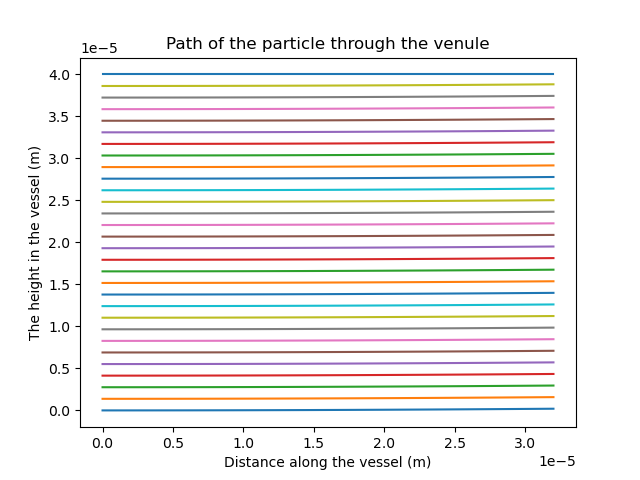 Path of the particle through the venule
1e−5
4.0
3.5
3.0
2.5
2.0
1.5
1.0
0.5
0.0
The height in the vessel (m)
0.0 0.5 1.0 1.5 2.0 2.5 3.0
1e−5
Distance along the vessel (m)